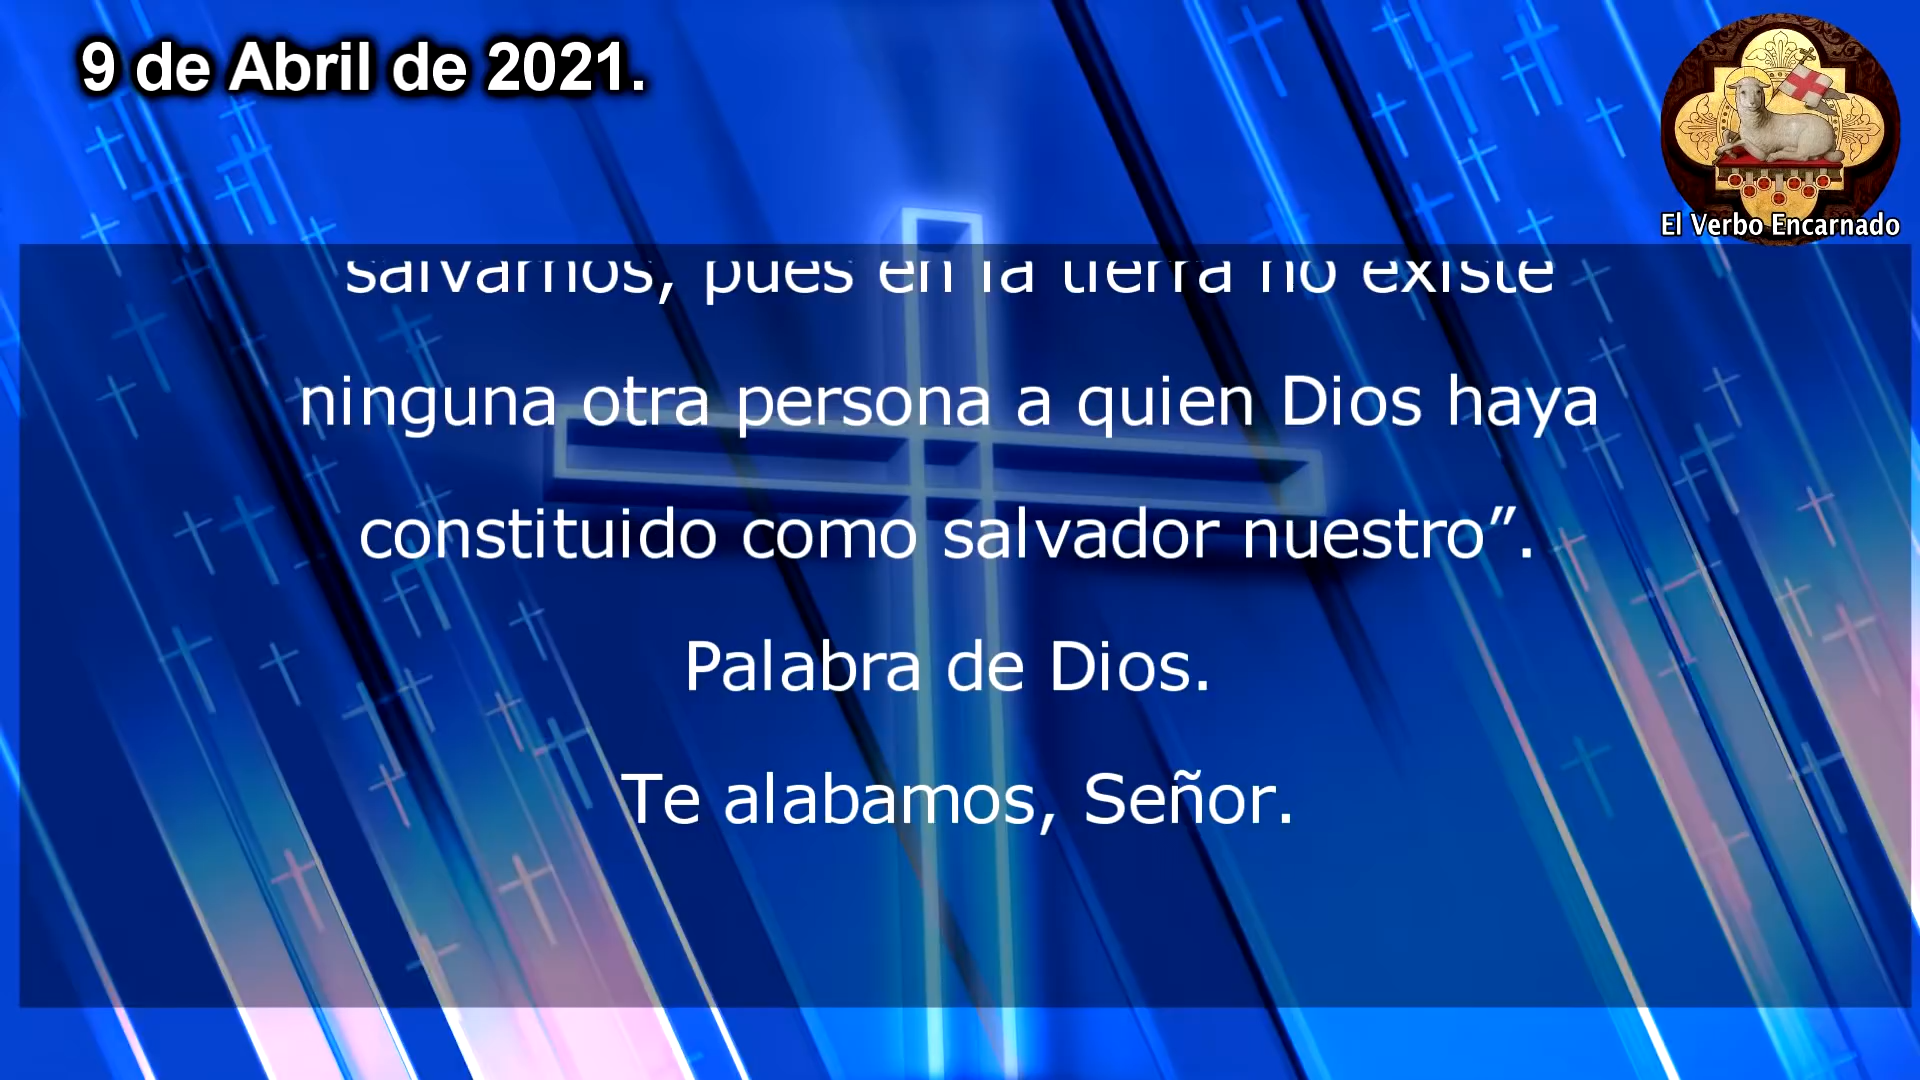 9 de Abril de 2021.
El Verbo Encarnado
salvarnos, pues en la tierra no existe
ninguna otra persona a quien Dios haya
constituido como salvador nuestro”.
Palabra de Dios.
Te alabamos, Señor.